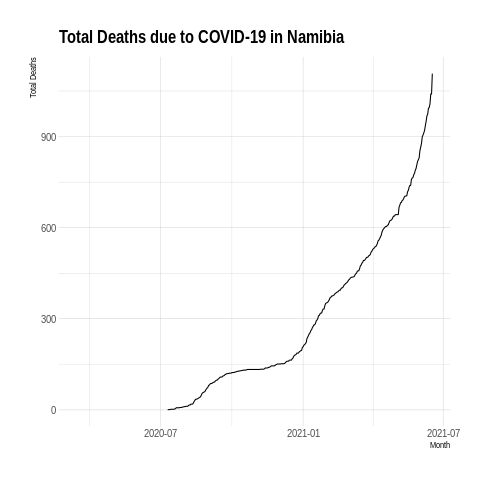 Total Deaths due to COVID-19 in Namibia
Total Deaths
900
600
300
0
2020-07
2021-01
2021-07
Month